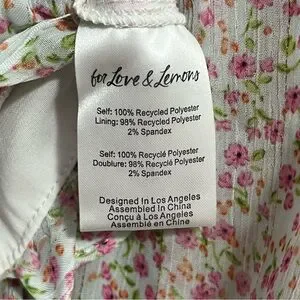 for Love & Lemons
Self: 100% Recycled Polyester
Lining: 98% Recycled Polyester
2% Spandex
Self: 100% Recyclé Polyester
Doublure: 98% Recyclé Polyester
2% Spandex
Designed In Los Angeles
Assembled In China
Conçu à Los Angeles
Assemblé en Chine